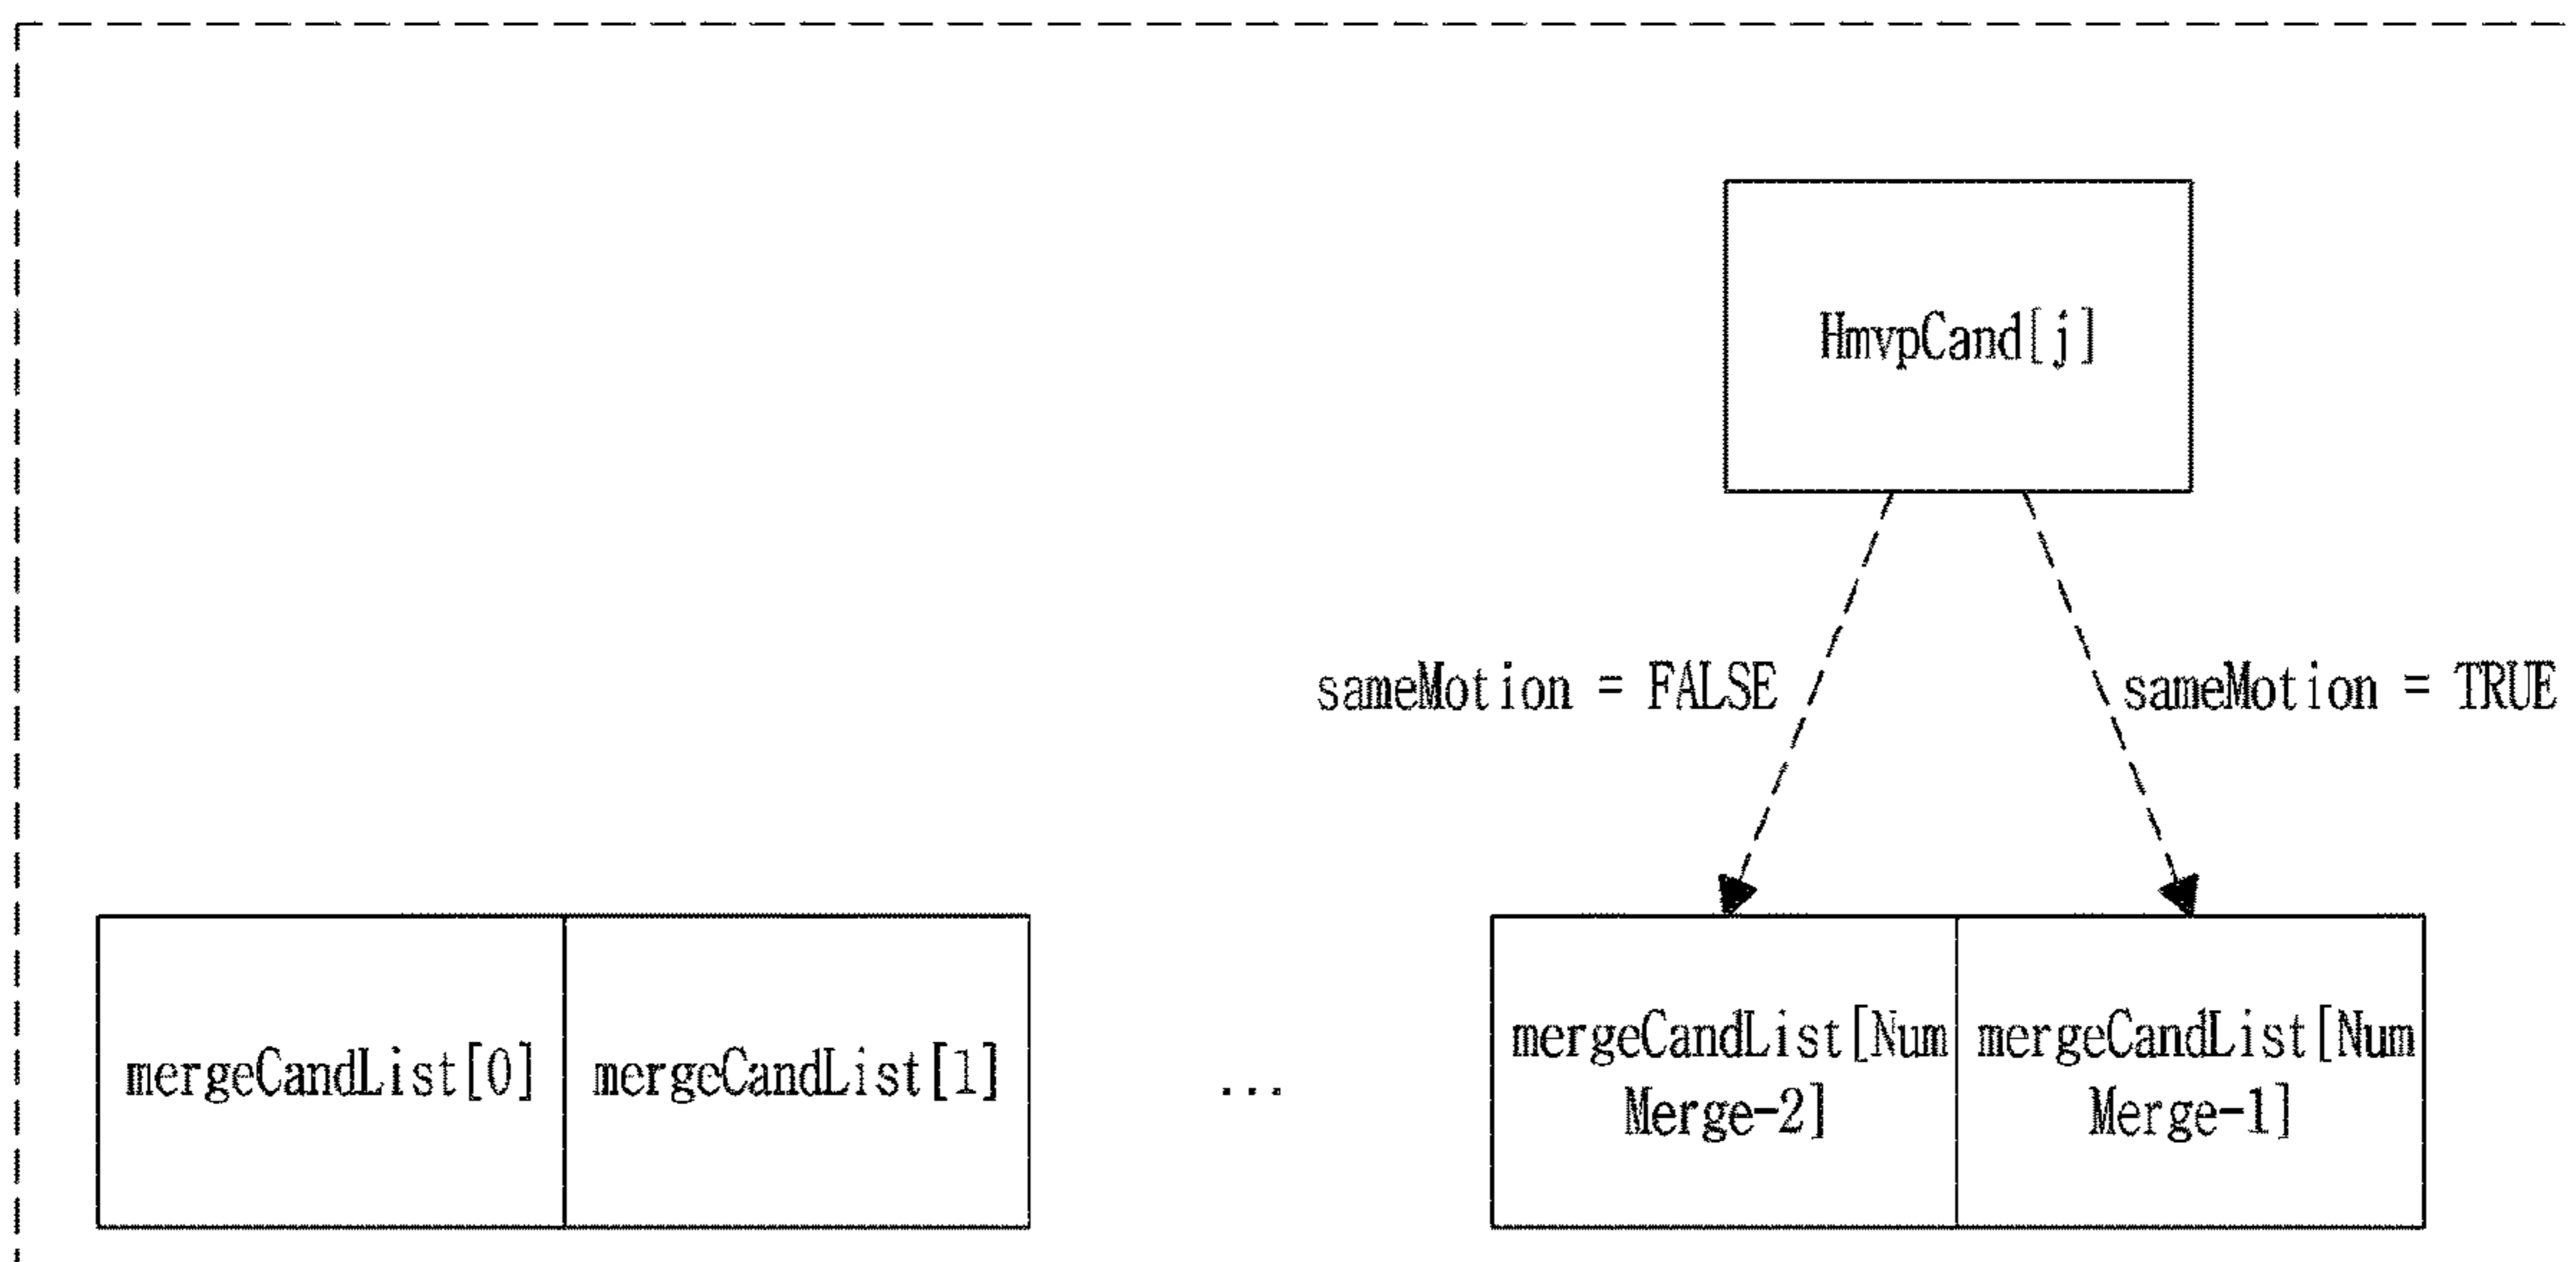 HmvpCand[j]
sameMotion = FALSE
sameMotion = TRUE
mergeCandList[0]
mergeCandList[1]
...
mergeCandList[Num
Merge-2]
mergeCandList[Num
Merge-1]